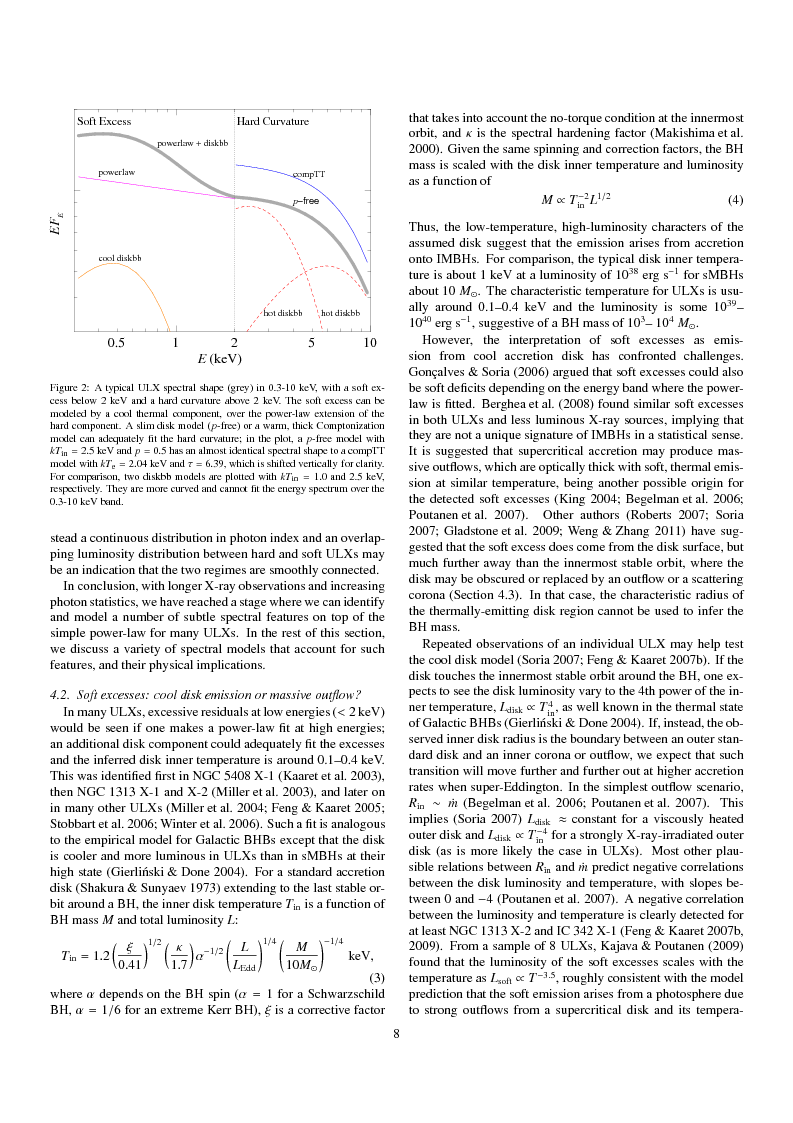 Soft Excess
Hard Curvature
powerlaw + diskbb
powerlaw
compTT
p−free
cool diskbb
hot diskbb
hot diskbb
EF_E
0.5 1 2 5 10
E (keV)
Figure 2: A typical ULX spectral shape (grey) in 0.3-10 keV, with a soft ex-
cess below 2 keV and a hard curvature above 2 keV. The soft excess can be
modeled by a cool thermal component, over the power-law extension of the
hard component. A slim disk model (p-free) or a warm, thick Comptonization
model can adequately fit the hard curvature; in the plot, a p-free model with
kT_in = 2.5 keV and p = 0.5 has an almost identical spectral shape to a compTT
model with kT_e = 2.04 keV and τ = 6.39, which is shifted vertically for clarity.
For comparison, two diskbb models are plotted with kT_in = 1.0 and 2.5 keV,
respectively. They are more curved and cannot fit the energy spectrum over the
0.3-10 keV band.
stead a continuous distribution in photon index and an overlap-
ping luminosity distribution between hard and soft ULXs may
be an indication that the two regimes are smoothly connected.
In conclusion, with longer X-ray observations and increasing
photon statistics, we have reached a stage where we can identify
and model a number of subtle spectral features on top of the
simple power-law for many ULXs. In the rest of this section,
we discuss a variety of spectral models that account for such
features, and their physical implications.
4.2. Soft excesses: cool disk emission or massive outflow?
In many ULXs, excessive residuals at low energies (< 2 keV)
would be seen if one makes a power-law fit at high energies;
an additional disk component could adequately fit the excesses
and the inferred disk inner temperature is around 0.1–0.4 keV.
This was identified first in NGC 5408 X-1 (Kaaret et al. 2003),
then NGC 1313 X-1 and X-2 (Miller et al. 2003), and later on
in many other ULXs (Miller et al. 2004; Feng & Kaaret 2005;
Stobbart et al. 2006; Winter et al. 2006). Such a fit is analogous
to the empirical model for Galactic BHBs except that the disk
is cooler and more luminous in ULXs than in sMBHs at their
high state (Gierliński & Done 2004). For a standard accretion
disk (Shakura & Sunyaev 1973) extending to the last stable or-
bit around a BH, the inner disk temperature T_in is a function of
BH mass M and total luminosity L:
T_in = 1.2 (ξ/0.41)^{1/2} (κ/1.7) α^{−1/2} (L/L_Edd)^{1/4} (M/10M_⊙)^{−1/4} keV,
(3)
where α depends on the BH spin (α = 1 for a Schwarzschild
BH, α = 1/6 for an extreme Kerr BH), ξ is a corrective factor
that takes into account the no-torque condition at the innermost
orbit, and κ is the spectral hardening factor (Makishima et al.
2000). Given the same spinning and correction factors, the BH
mass is scaled with the disk inner temperature and luminosity
as a function of
M ∝ T_in^{−2} L^{1/2} (4)
Thus, the low-temperature, high-luminosity characters of the
assumed disk suggest that the emission arises from accretion
onto IMBHs. For comparison, the typical disk inner tempera-
ture is about 1 keV at a luminosity of 10^{38} erg s^{−1} for sMBHs
about 10 M_⊙. The characteristic temperature for ULXs is usu-
ally around 0.1–0.4 keV and the luminosity is some 10^{39}–
10^{40} erg s^{−1}, suggestive of a BH mass of 10^{3}– 10^{4} M_⊙.
However, the interpretation of soft excesses as emis-
sion from cool accretion disk has confronted challenges.
Gonçalves & Soria (2006) argued that soft excesses could also
be soft deficits depending on the energy band where the power-
law is fitted. Berghea et al. (2008) found similar soft excesses
in both ULXs and less luminous X-ray sources, implying that
they are not a unique signature of IMBHs in a statistical sense.
It is suggested that supercritical accretion may produce mas-
sive outflows, which are optically thick with soft, thermal emis-
sion at similar temperature, being another possible origin for
the detected soft excesses (King 2004; Begelman et al. 2006;
Poutanen et al. 2007). Other authors (Roberts 2007; Soria
2007; Gladstone et al. 2009; Weng & Zhang 2011) have sug-
gested that the soft excess does come from the disk surface, but
much further away than the innermost stable orbit, where the
disk may be obscured or replaced by an outflow or a scattering
corona (Section 4.3). In that case, the characteristic radius of
the thermally-emitting disk region cannot be used to infer the
BH mass.
Repeated observations of an individual ULX may help test
the cool disk model (Soria 2007; Feng & Kaaret 2007b). If the
disk touches the innermost stable orbit around the BH, one ex-
pects to see the disk luminosity vary to the 4th power of the in-
ner temperature, L_disk ∝ T_in^4, as well known in the thermal state
of Galactic BHBs (Gierliński & Done 2004). If, instead, the ob-
served inner disk radius is the boundary between an outer stan-
dard disk and an inner corona or outflow, we expect that such
transition will move further and further out at higher accretion
rates when super-Eddington. In the simplest outflow scenario,
R_in ∼ ṁ (Begelman et al. 2006; Poutanen et al. 2007). This
implies (Soria 2007) L_disk ≈ constant for a viscously heated
outer disk and L_disk ∝ T_in^{−4} for a strongly X-ray-irradiated outer
disk (as is more likely the case in ULXs). Most other plau-
sible relations between R_in and ṁ predict negative correlations
between the disk luminosity and temperature, with slopes be-
tween 0 and −4 (Poutanen et al. 2007). A negative correlation
between the luminosity and temperature is clearly detected for
at least NGC 1313 X-2 and IC 342 X-1 (Feng & Kaaret 2007b,
2009). From a sample of 8 ULXs, Kajava & Poutanen (2009)
found that the luminosity of the soft excesses scales with the
temperature as L_soft ∝ T^{−3.5}, roughly consistent with the model
prediction that the soft emission arises from a photosphere due
to strong outflows from a supercritical disk and its tempera-
8